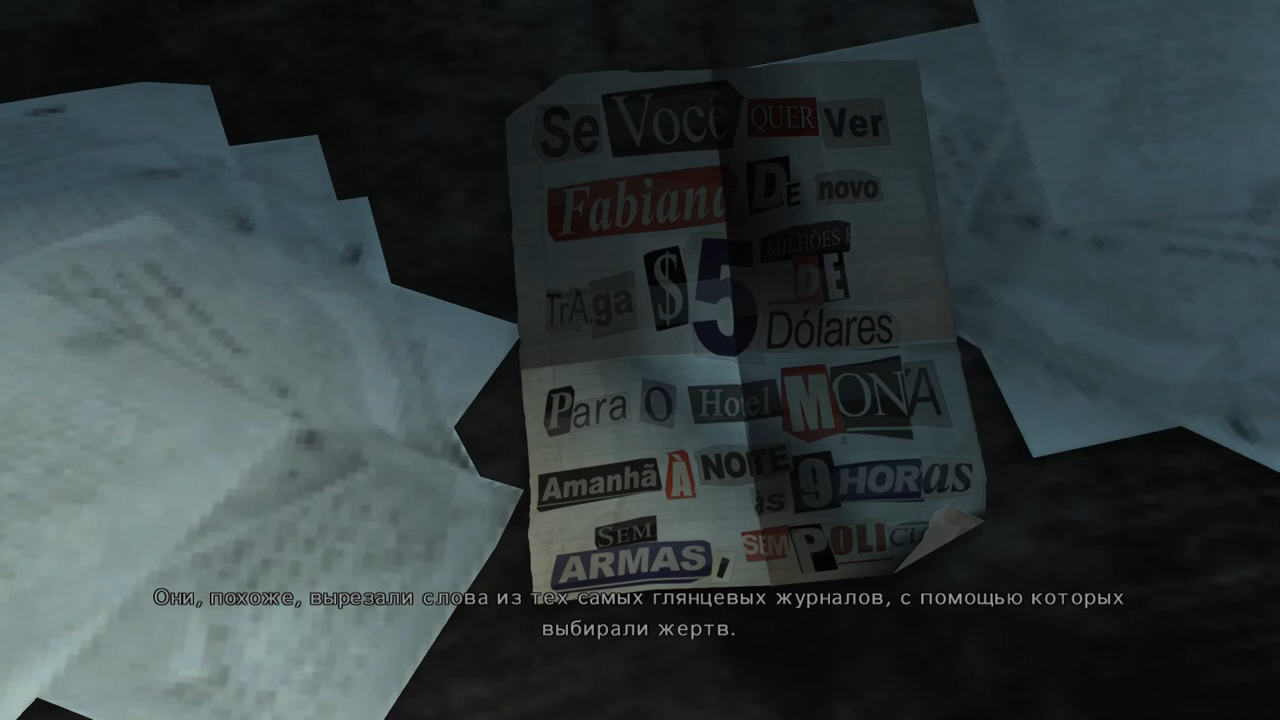 Se Você QUER Ver
Fabiana DE novo
TrAga $5 MILHÕES DE
Dólares
Para O Hotel MONA
Amanhã À NOITE às 9 HORas
SEM ARMAS, SEM POLICI
Они, похоже, вырезали слова из тех самых глянцевых журналов, с помощью которых
выбирали жертв.